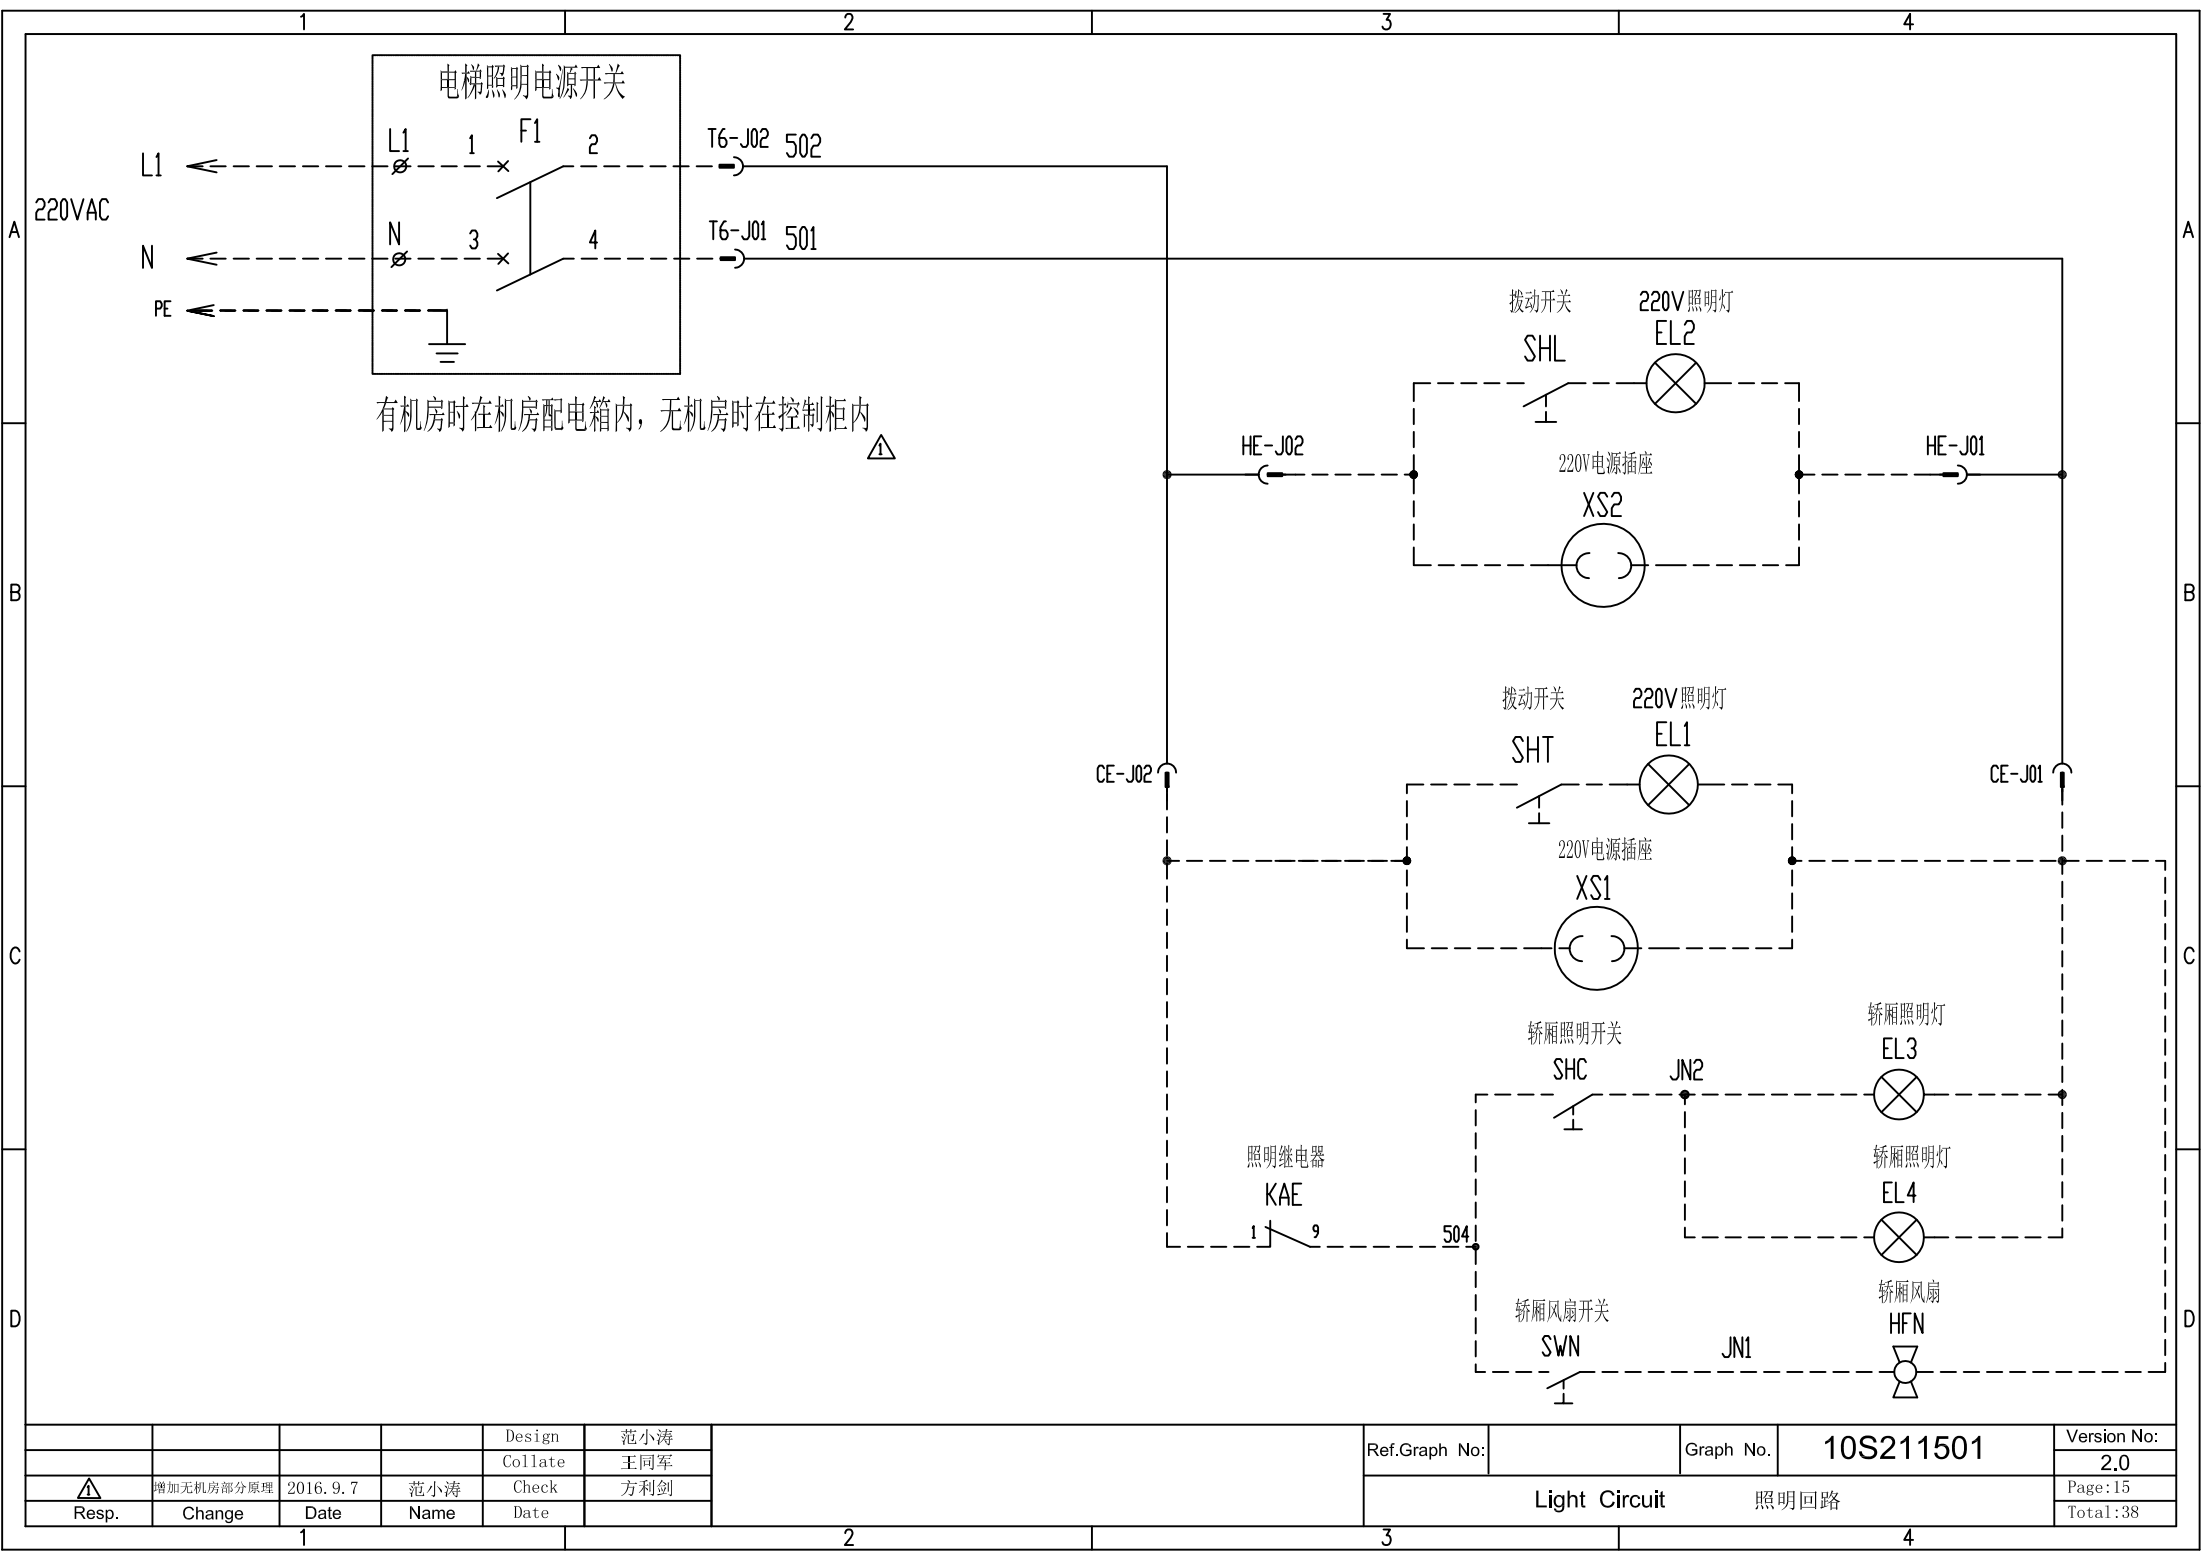 1 2 3 4
电梯照明电源开关
L1 L1 1 F1 2 T6-J02 502
220VAC
A A
N N 3 4 T6-J01 501
PE
有机房时在机房配电箱内，无机房时在控制柜内
1
拨动开关 220V照明灯
SHL EL2
HE-J02 220V电源插座 HE-J01
XS2
B B
拨动开关 220V照明灯
SHT EL1
CE-J02 CE-J01
220V电源插座
XS1
C C
轿厢照明开关 轿厢照明灯
SHC JN2 EL3
照明继电器 轿厢照明灯
KAE EL4
1 9 504
轿厢风扇开关 轿厢风扇
D SWN JN1 HFN D
Design 范小涛
Collate 王同军
1 增加无机房部分原理 2016.9.7 范小涛 Check 方利剑
Resp. Change Date Name Date
Ref.Graph No: Graph No. 10S211501 Version No:
2.0
Light Circuit 照明回路 Page:15
Total:38
1 2 3 4